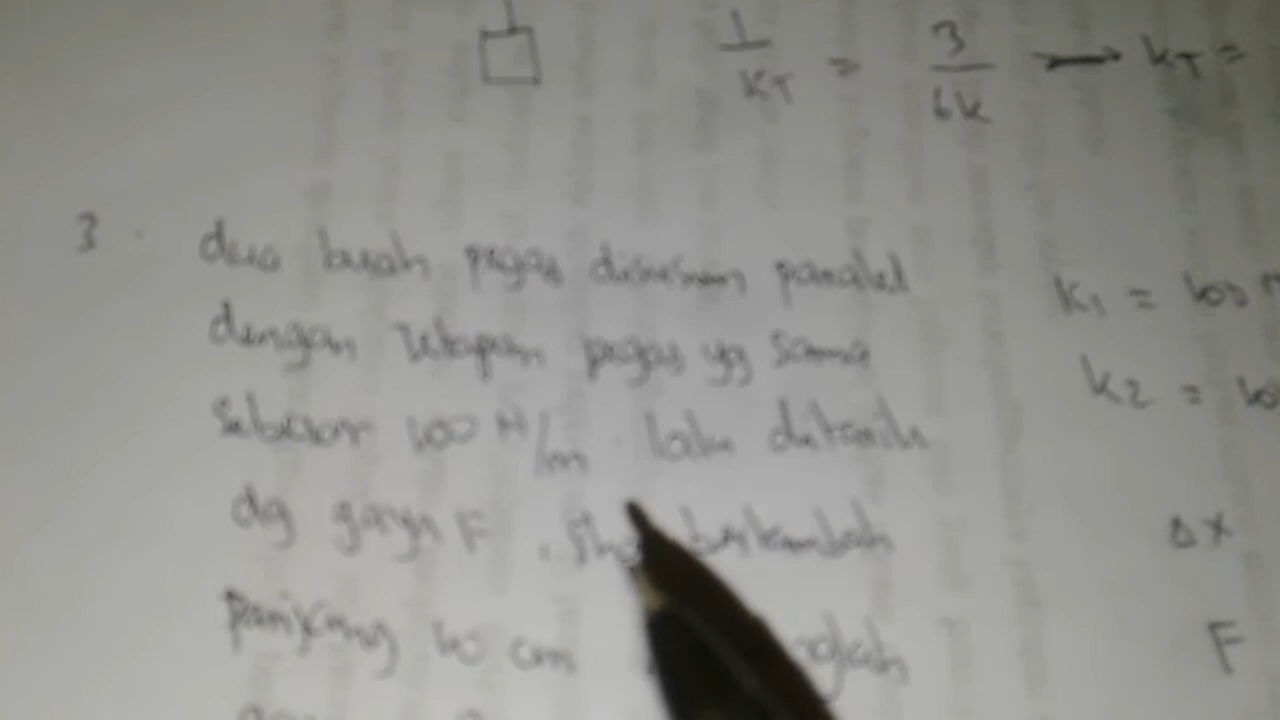 1/KT = 3/6k → KT =
3. dua buah pegas disusun paralel
dengan tetapan pegas yg sama
sebesar 100 N/m lalu ditarik
dg gaya F. Shg bertambah
panjang 10 cm
k1 = 100
k2 = 100
Δx
F